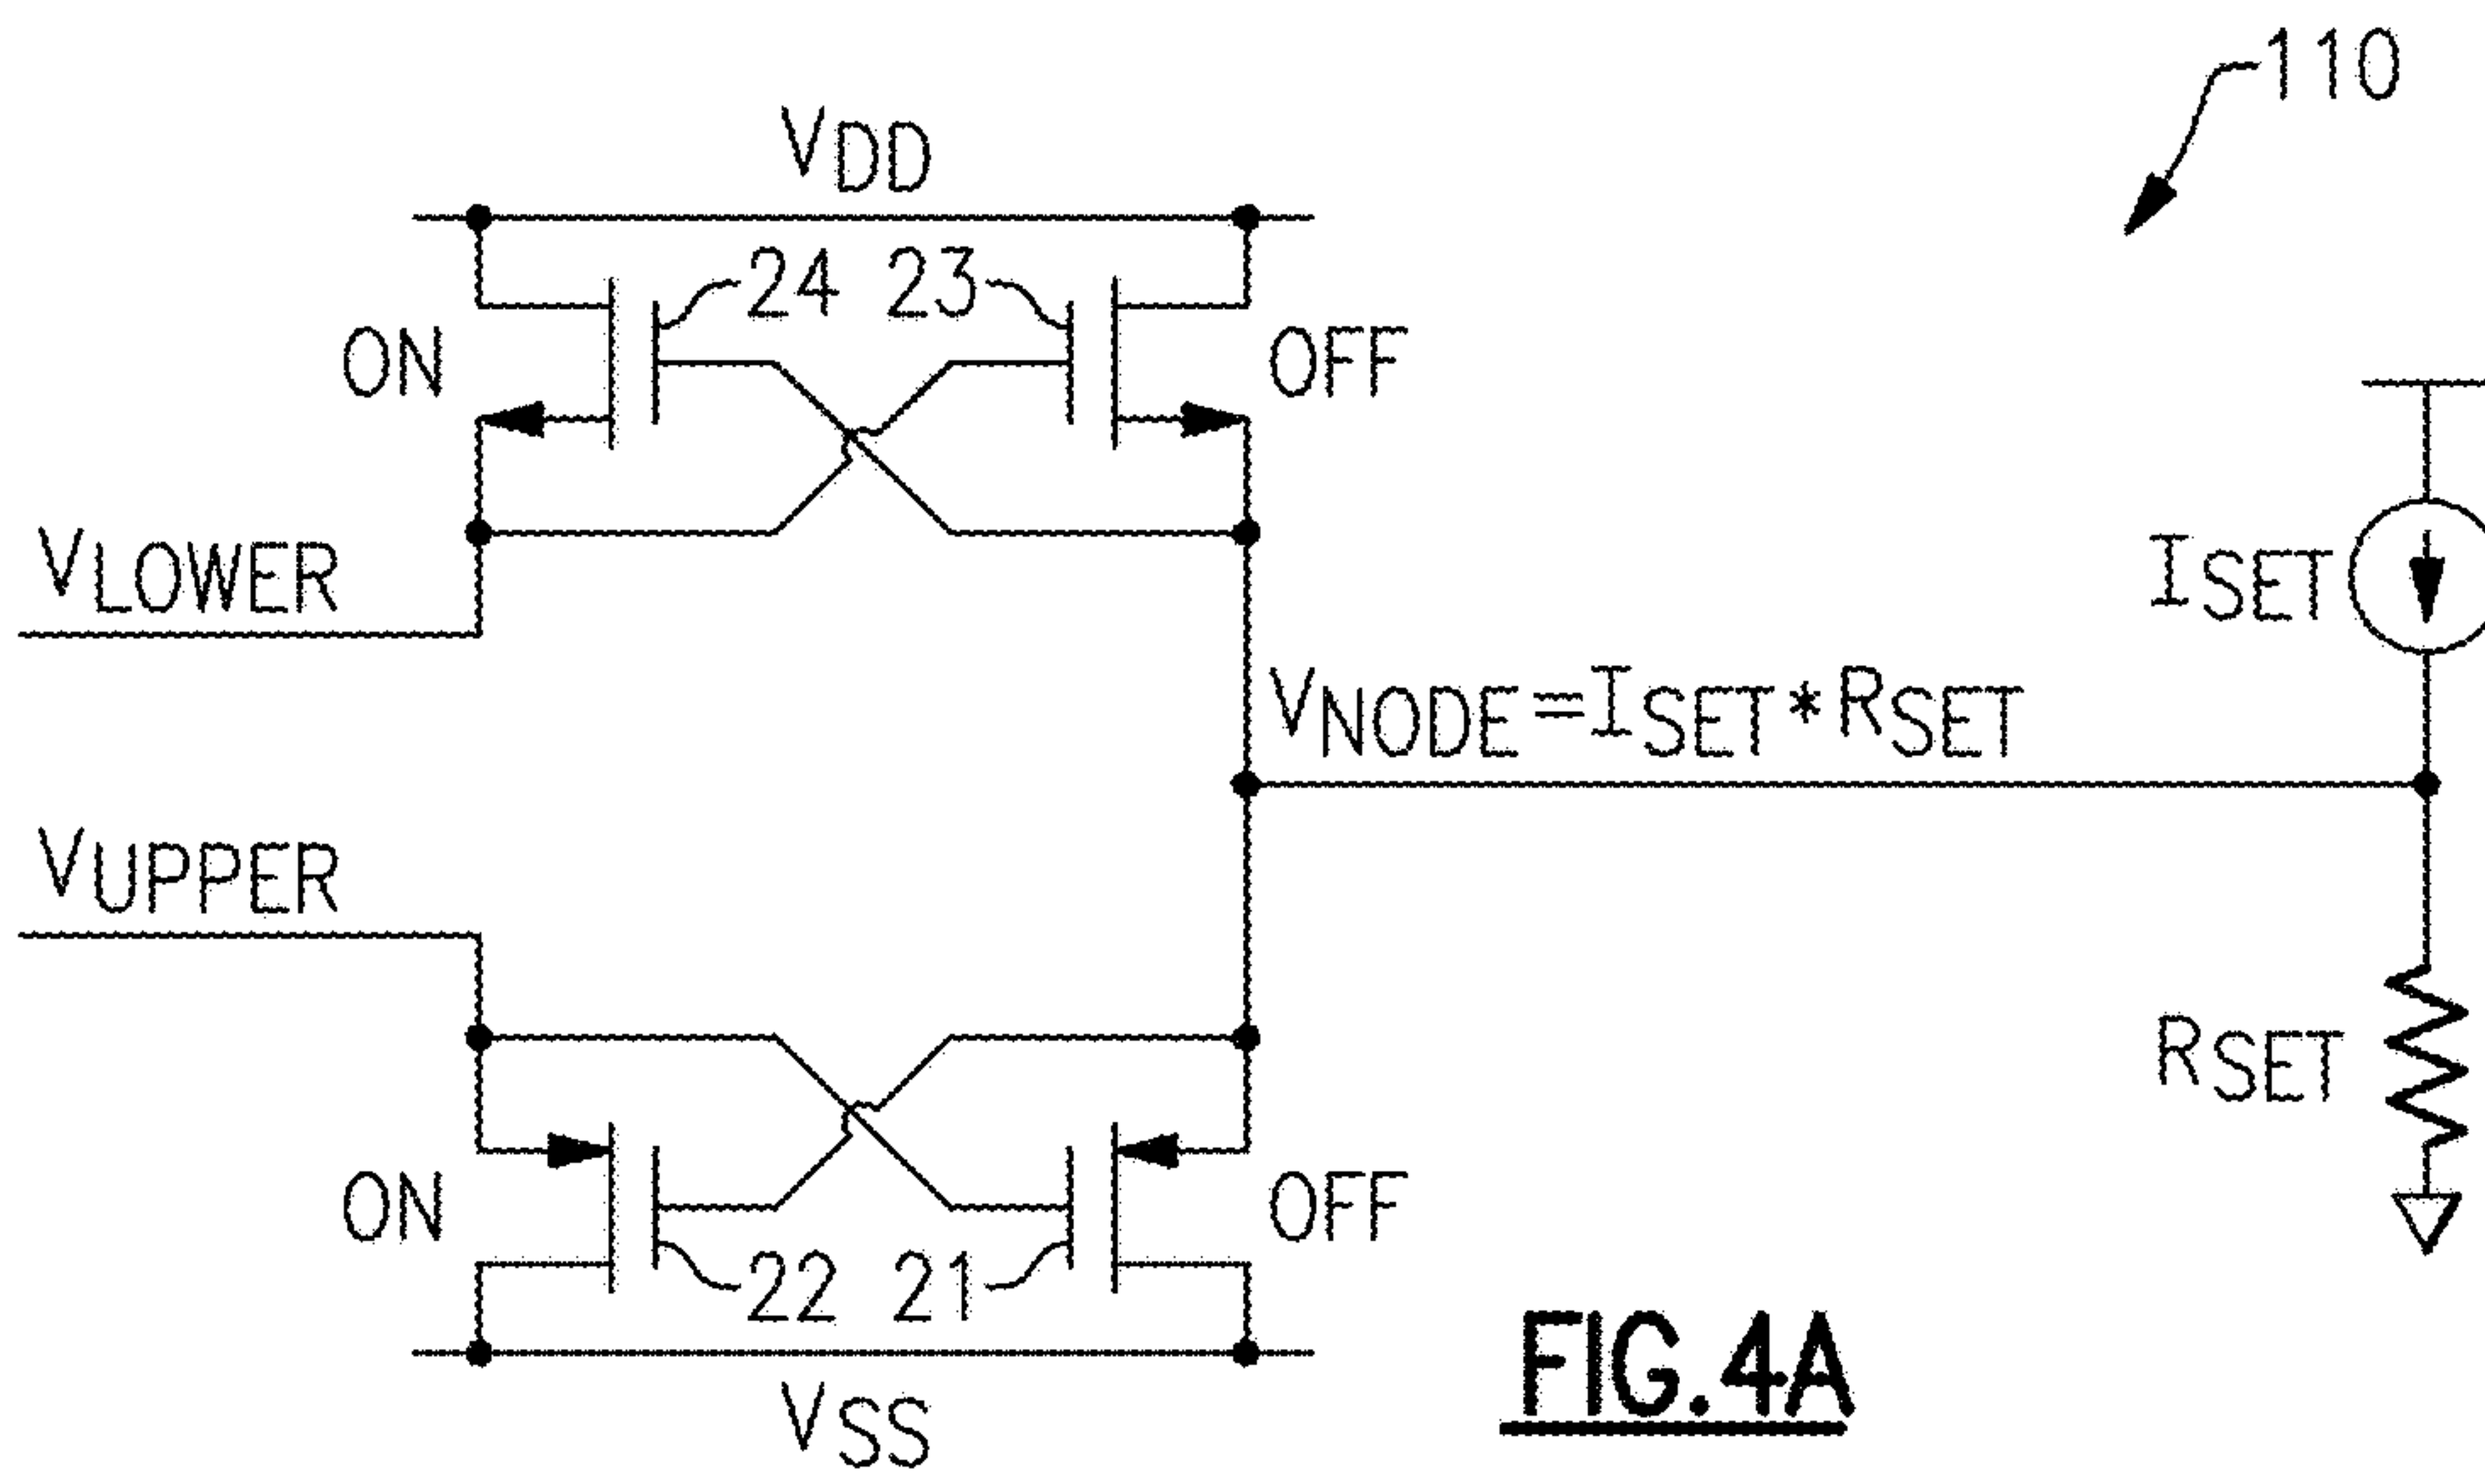 110
VDD
24 23
ON OFF
VLOWER
ISET
VNODE=ISET*RSET
VUPPER
RSET
ON OFF
22 21
VSS
FIG.4A